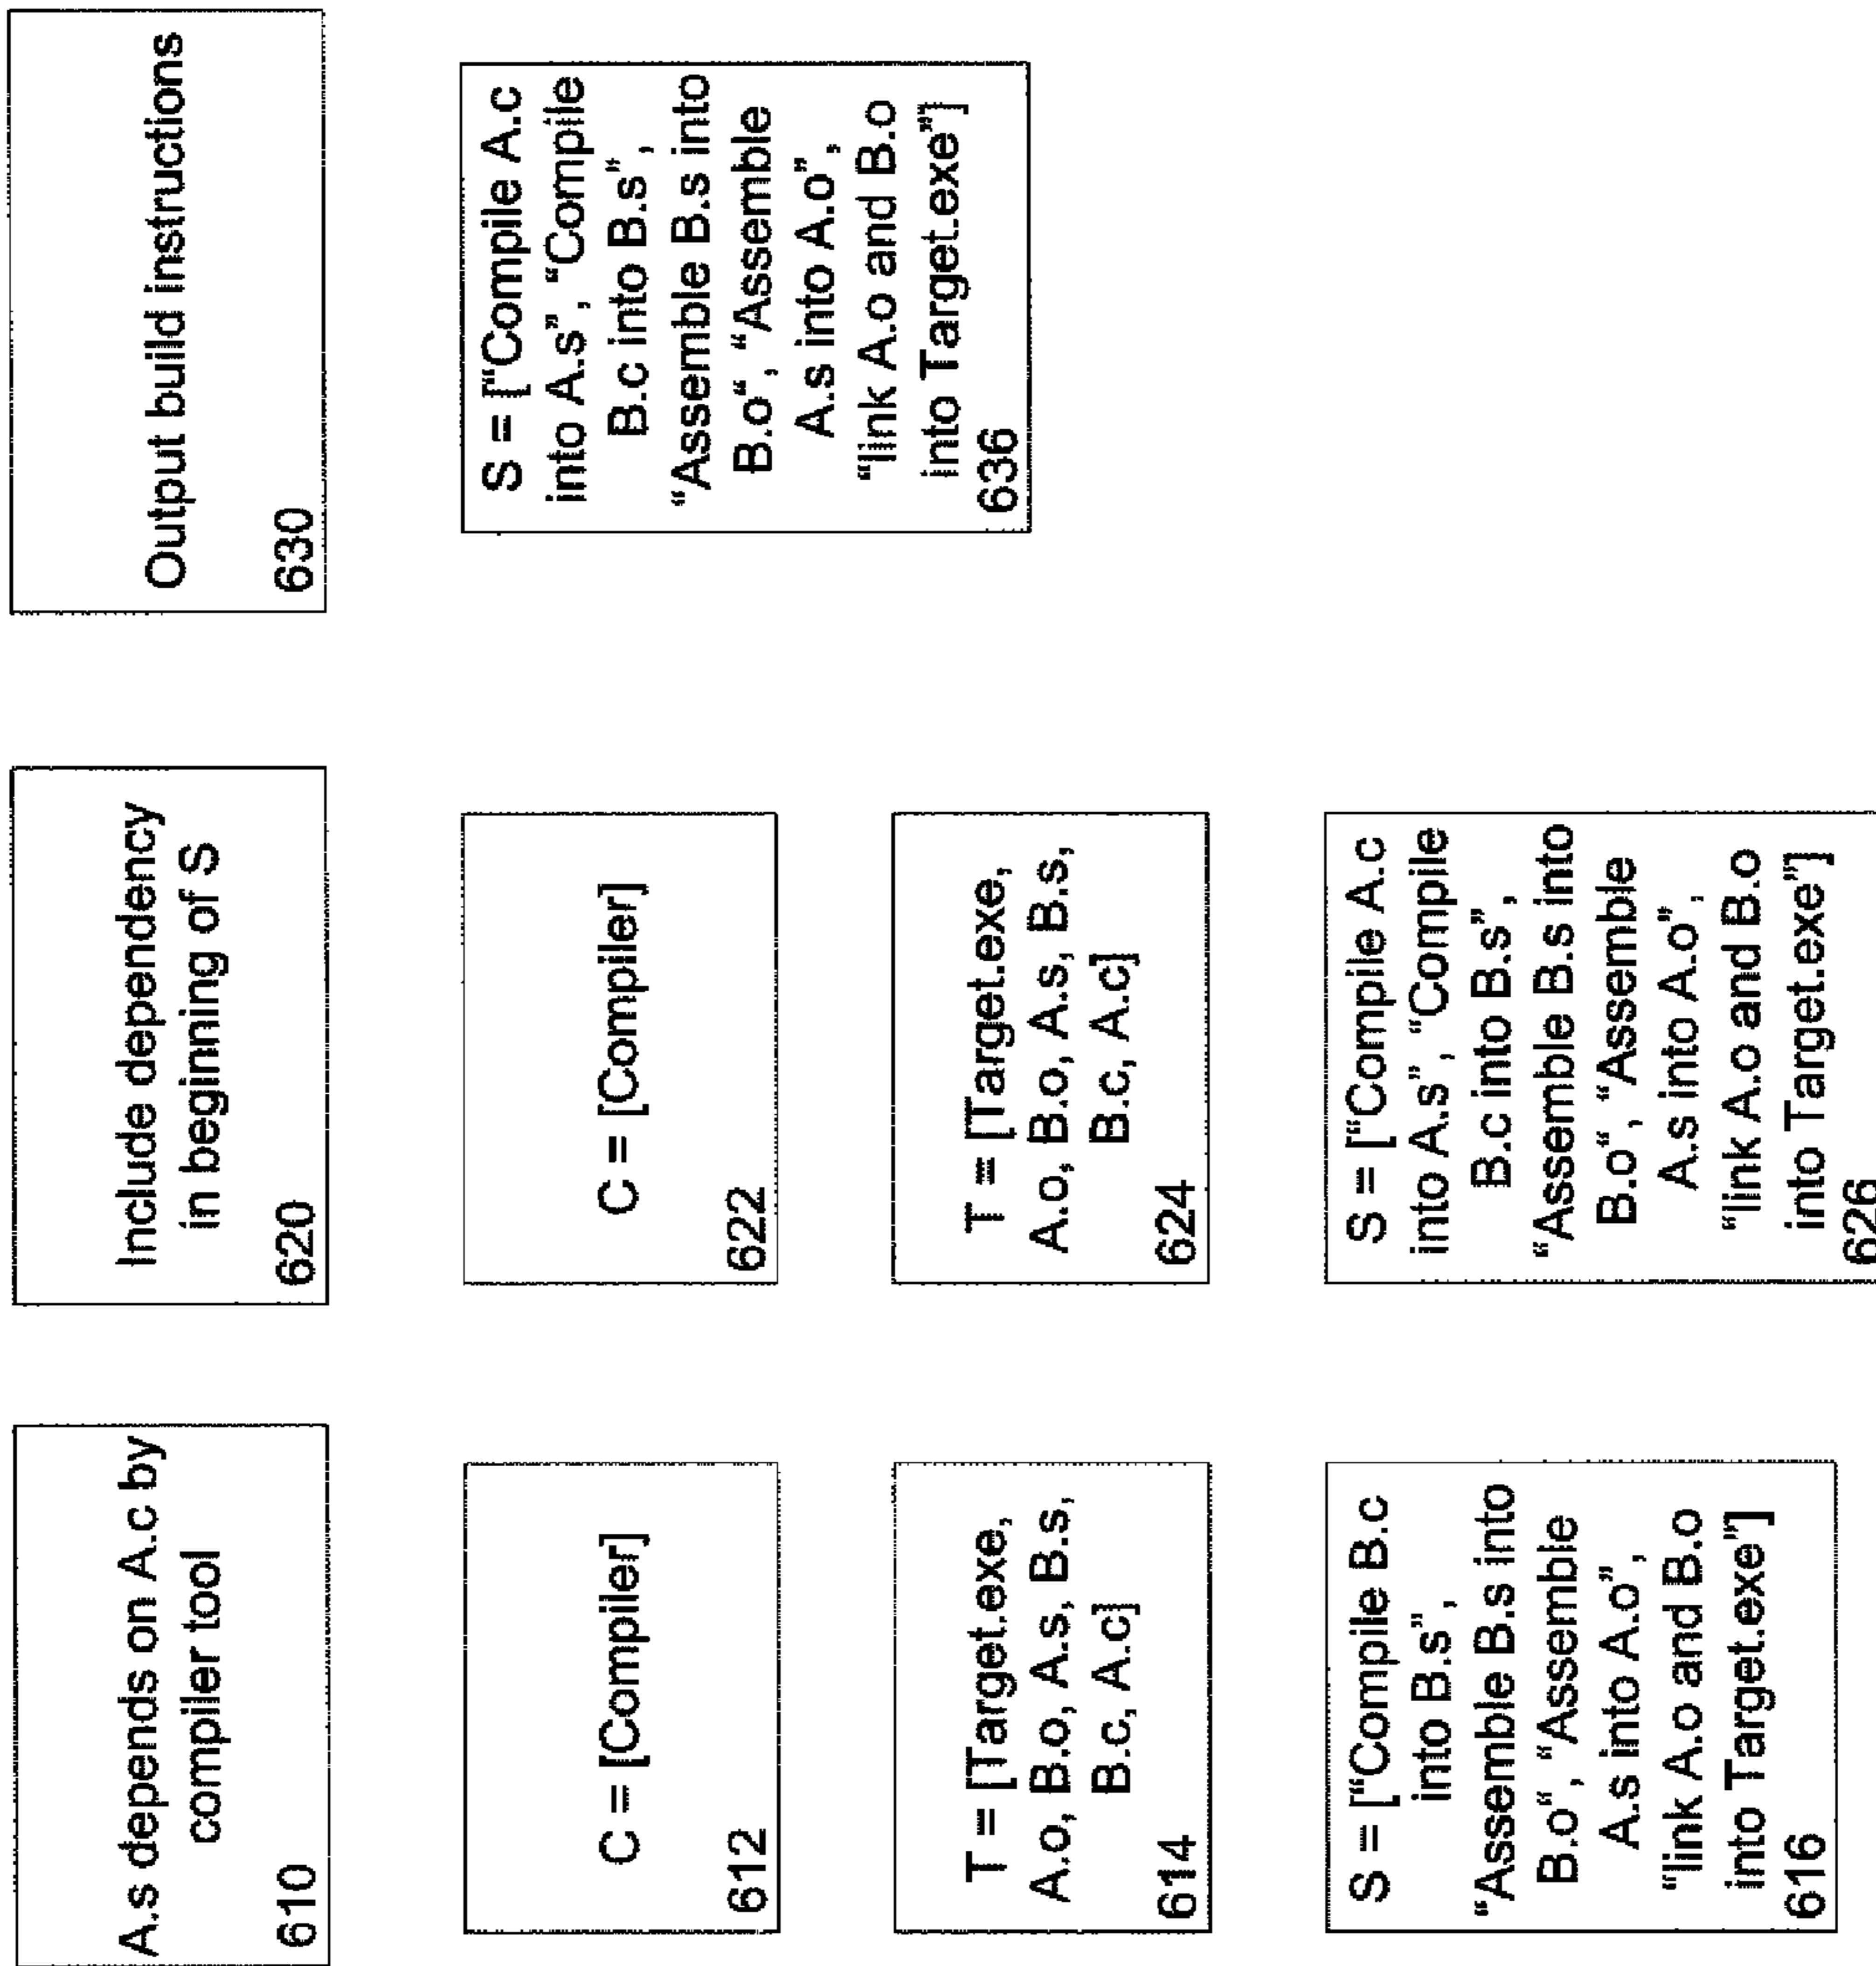 A.s depends on A.c by
compiler tool
610
C = [Compiler]
612
T = [Target.exe,
A.o, B.o, A.s, B.s,
B.c, A.c]
614
S = [“Compile B.c
into B.s”,
“Assemble B.s into
B.o“, “Assemble
A.s into A.o”,
“link A.o and B.o
into Target.exe”]
616
Include dependency
in beginning of S
620
C = [Compiler]
622
T = [Target.exe,
A.o, B.o, A.s, B.s,
B.c, A.c]
624
S = [“Compile A.c
into A.s”, “Compile
B.c into B.s”,
“Assemble B.s into
B.o“, “Assemble
A.s into A.o”,
“link A.o and B.o
into Target.exe”]
626
Output build instructions
630
S = [“Compile A.c
into A.s”, “Compile
B.c into B.s”,
“Assemble B.s into
B.o“, “Assemble
A.s into A.o”,
“link A.o and B.o
into Target.exe”]
636